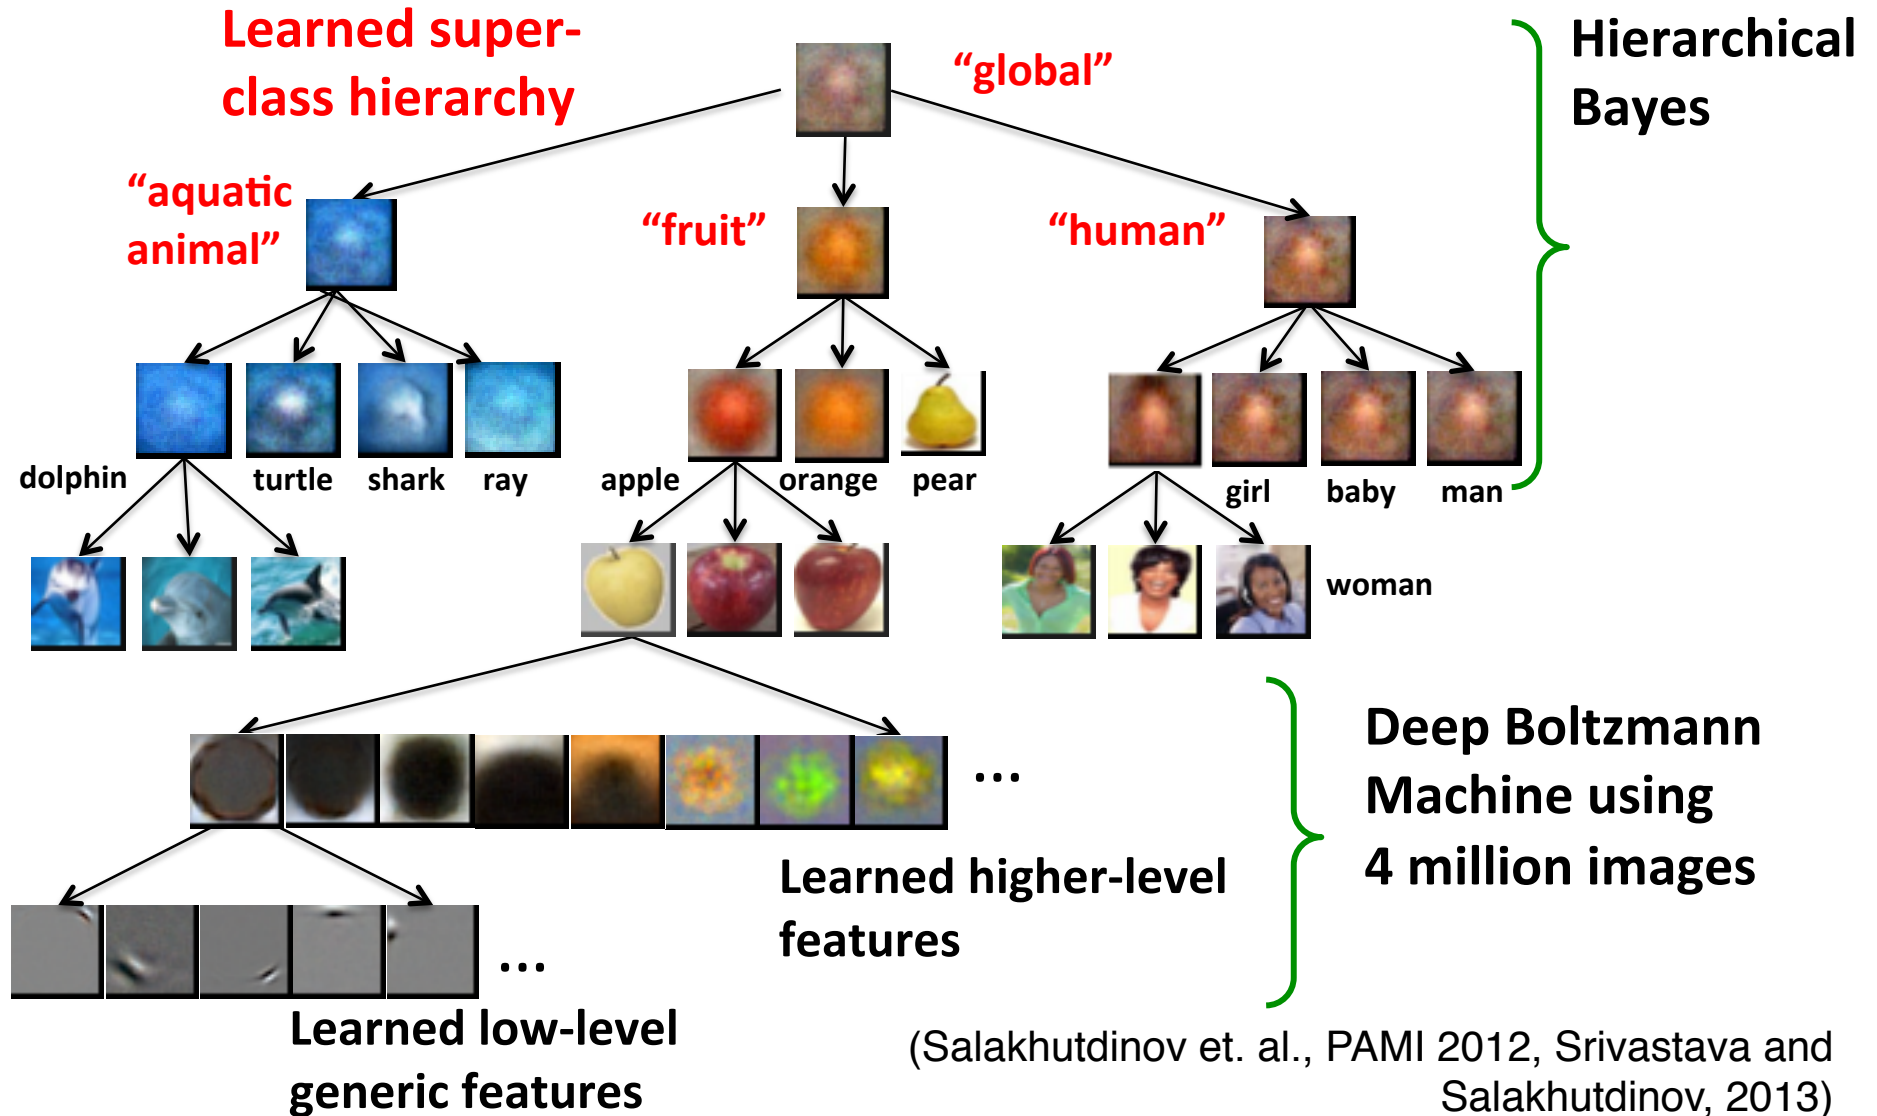 Learned super-
class hierarchy
“global”
Hierarchical
Bayes
“aquatic
animal”
“fruit”
“human”
dolphin
turtle
shark
ray
apple
orange
pear
girl
baby
man
woman
...
Deep Boltzmann
Machine using
4 million images
Learned higher-level
features
...
Learned low-level
generic features
(Salakhutdinov et. al., PAMI 2012, Srivastava and
Salakhutdinov, 2013)